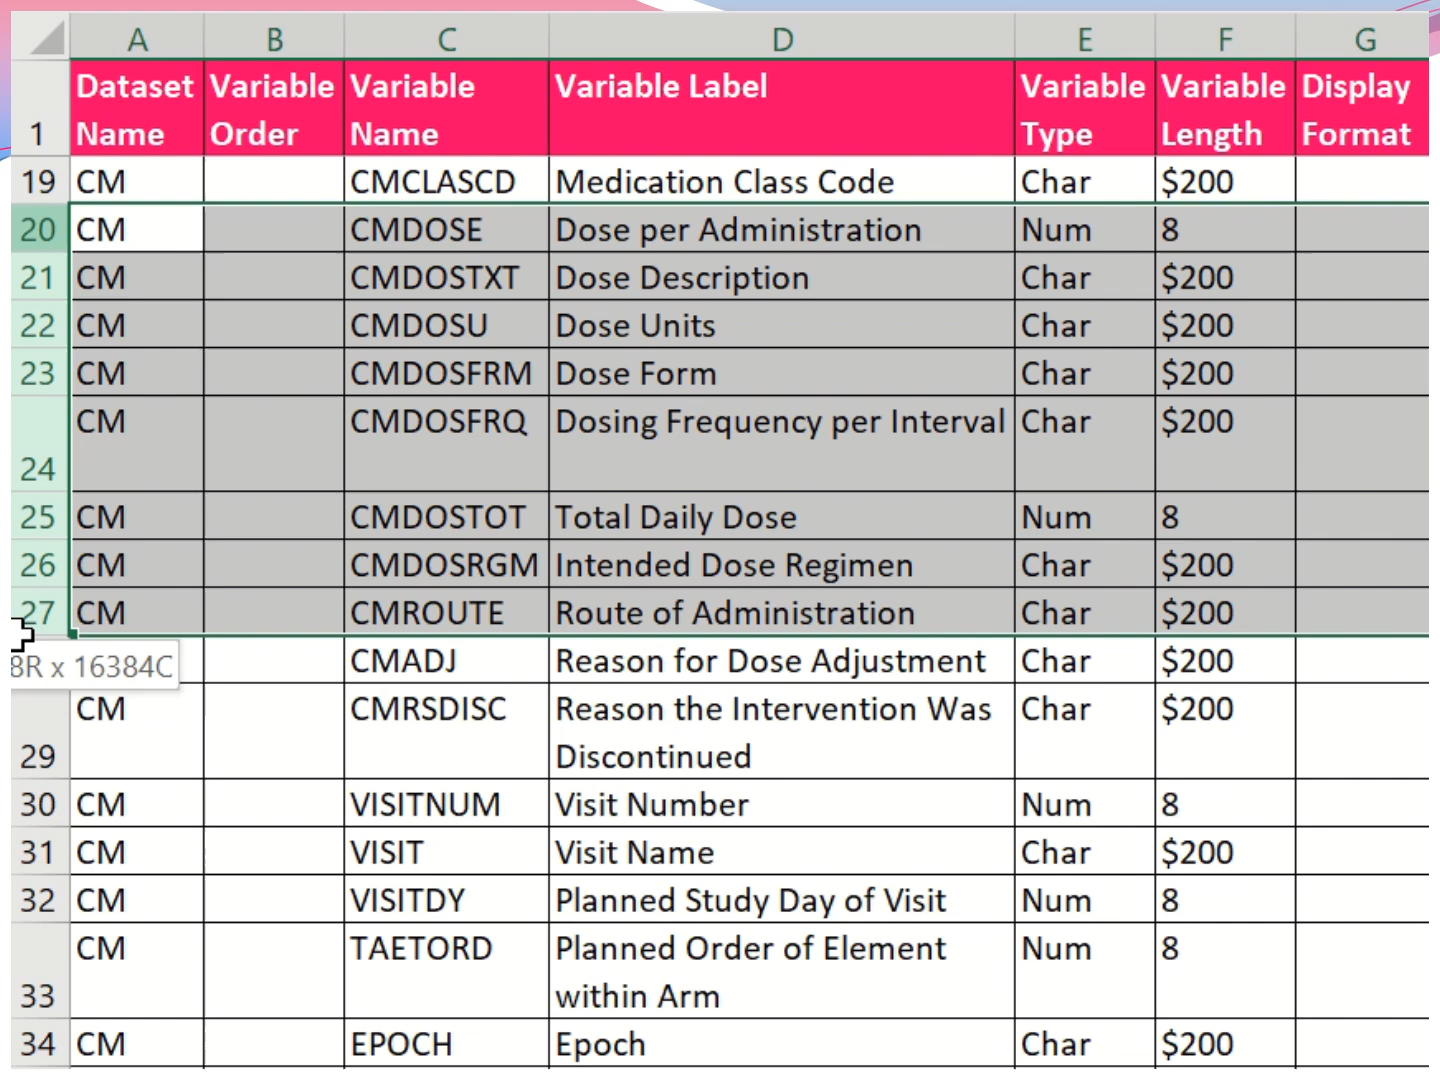 A B C D E F G
1 Dataset Name Variable Order Variable Name Variable Label Variable Type Variable Length Display Format
19 CM CMCLASCD Medication Class Code Char $200
20 CM CMDOSE Dose per Administration Num 8
21 CM CMDOSTXT Dose Description Char $200
22 CM CMDOSU Dose Units Char $200
23 CM CMDOSFRM Dose Form Char $200
24 CM CMDOSFRQ Dosing Frequency per Interval Char $200
25 CM CMDOSTOT Total Daily Dose Num 8
26 CM CMDOSRGM Intended Dose Regimen Char $200
27 CM CMROUTE Route of Administration Char $200
8R x 16384C CMADJ Reason for Dose Adjustment Char $200
29 CM CMRSDISC Reason the Intervention Was Discontinued Char $200
30 CM VISITNUM Visit Number Num 8
31 CM VISIT Visit Name Char $200
32 CM VISITDY Planned Study Day of Visit Num 8
33 CM TAETORD Planned Order of Element within Arm Num 8
34 CM EPOCH Epoch Char $200